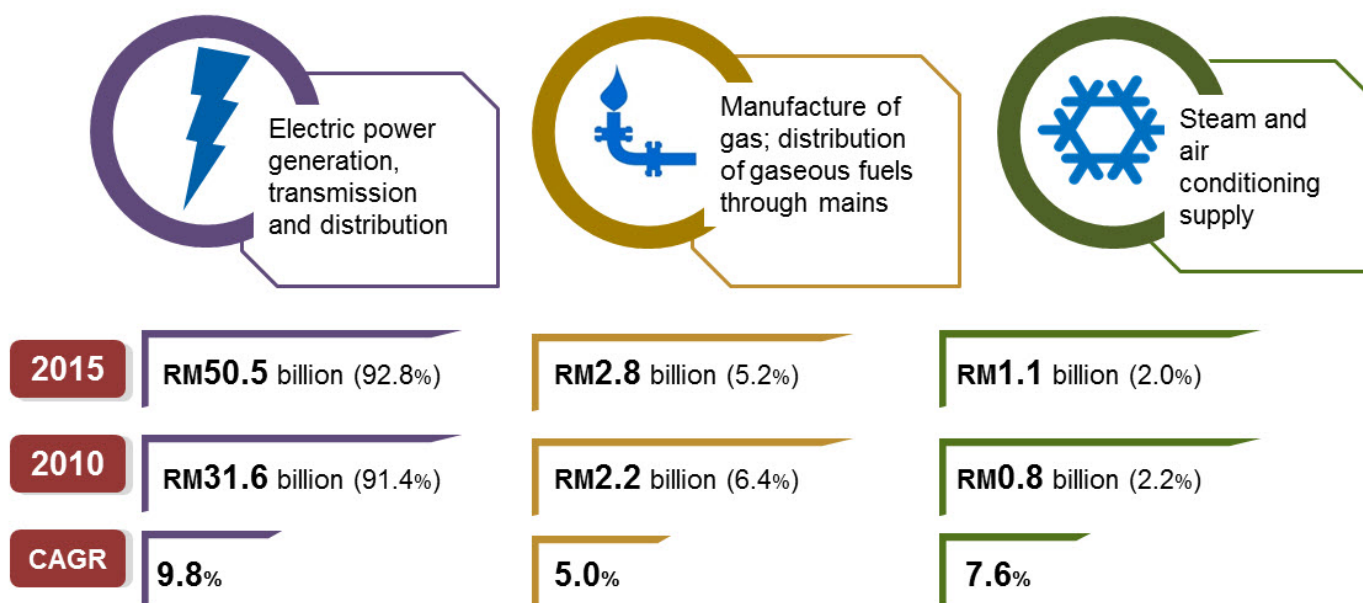 Electric power
generation,
transmission
and distribution
Manufacture of
gas; distribution
of gaseous fuels
through mains
Steam and
air
conditioning
supply
2015
RM50.5 billion (92.8%)
RM2.8 billion (5.2%)
RM1.1 billion (2.0%)
2010
RM31.6 billion (91.4%)
RM2.2 billion (6.4%)
RM0.8 billion (2.2%)
CAGR
9.8%
5.0%
7.6%